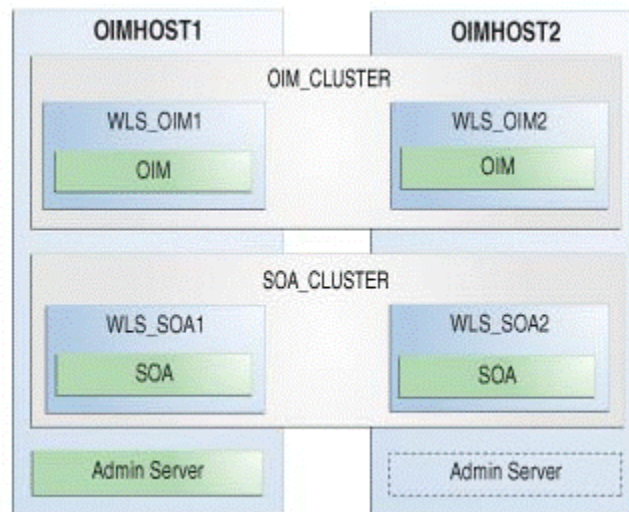 OIMHOST1
OIMHOST2
OIM_CLUSTER
WLS_OIM1
WLS_OIM2
OIM
OIM
SOA_CLUSTER
WLS_SOA1
WLS_SOA2
SOA
SOA
Admin Server
Admin Server